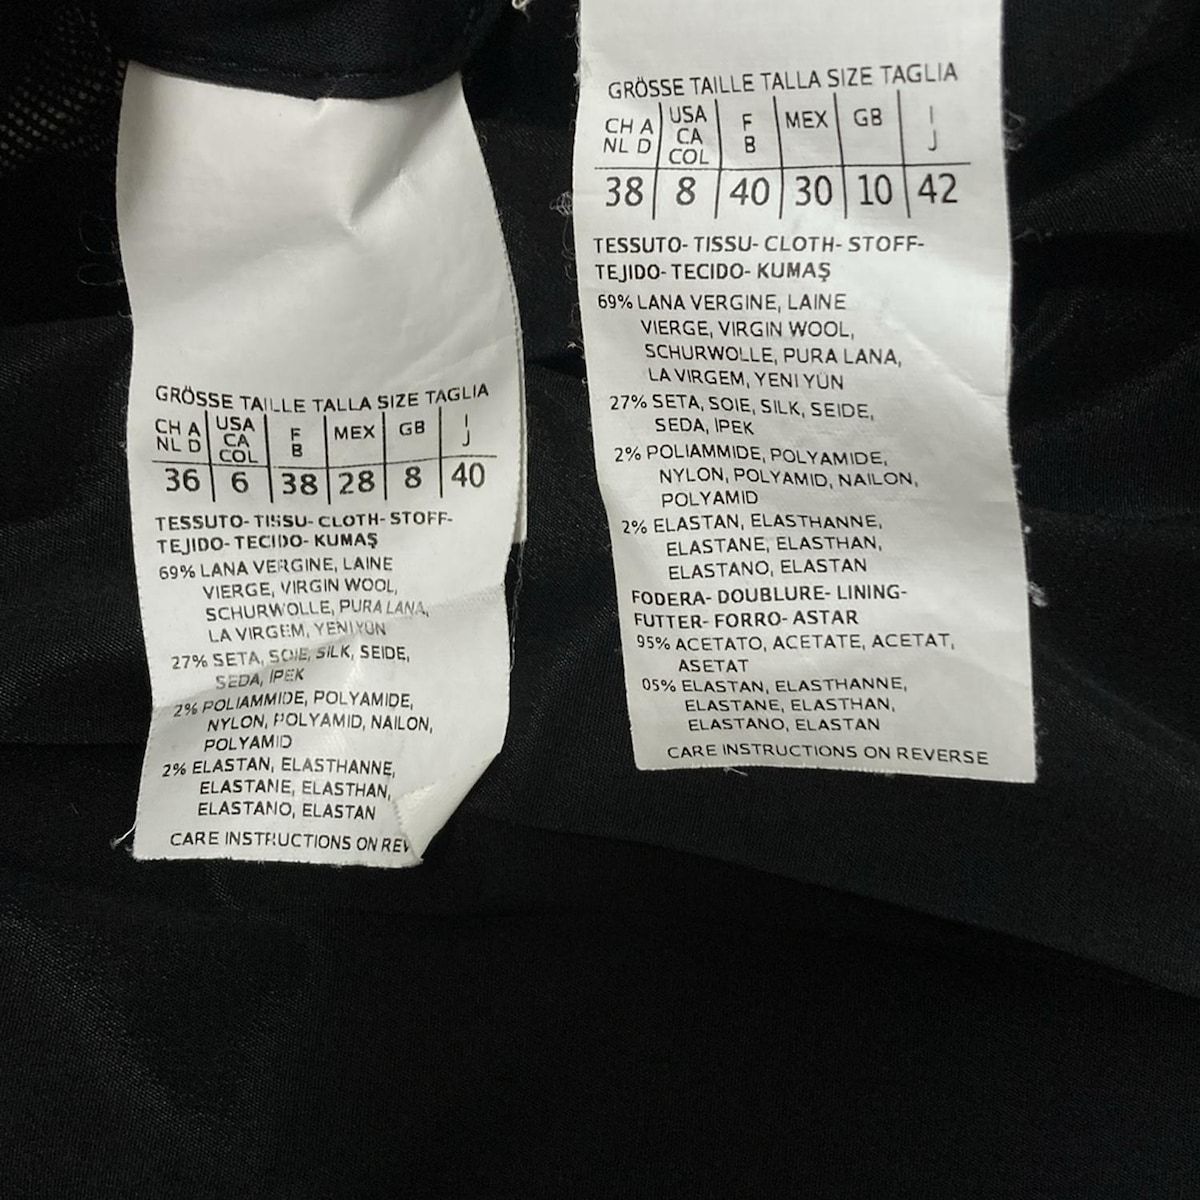 GRÖSSE TAILLE TALLA SIZE TAGLIA
CH A NL D | USA CA COL | F B | MEX | GB | I J
36 | 6 | 38 | 28 | 8 | 40
TESSUTO- TISSU- CLOTH- STOFF-
TEJIDO- TECIDO- KUMAŞ
69% LANA VERGINE, LAINE
VIERGE, VIRGIN WOOL,
SCHURWOLLE, PURA LANA,
LA VIRGEM, YENI YÜN
27% SETA, SOIE, SILK, SEIDE,
SEDA, IPEK
2% POLIAMMIDE, POLYAMIDE,
NYLON, POLYAMID, NAILON,
POLYAMID
2% ELASTAN, ELASTHANNE,
ELASTANE, ELASTHAN,
ELASTANO, ELASTAN
CARE INSTRUCTIONS ON REV
GRÖSSE TAILLE TALLA SIZE TAGLIA
CH A NL D | USA CA COL | F B | MEX | GB | I J
38 | 8 | 40 | 30 | 10 | 42
TESSUTO- TISSU- CLOTH- STOFF-
TEJIDO- TECIDO- KUMAŞ
69% LANA VERGINE, LAINE
VIERGE, VIRGIN WOOL,
SCHURWOLLE, PURA LANA,
LA VIRGEM, YENI YÜN
27% SETA, SOIE, SILK, SEIDE,
SEDA, IPEK
2% POLIAMMIDE, POLYAMIDE,
NYLON, POLYAMID, NAILON,
POLYAMID
2% ELASTAN, ELASTHANNE,
ELASTANE, ELASTHAN,
ELASTANO, ELASTAN
FODERA- DOUBLURE- LINING-
FUTTER- FORRO- ASTAR
95% ACETATO, ACETATE, ACETAT,
ASETAT
05% ELASTAN, ELASTHANNE,
ELASTANE, ELASTHAN,
ELASTANO, ELASTAN
CARE INSTRUCTIONS ON REVERSE